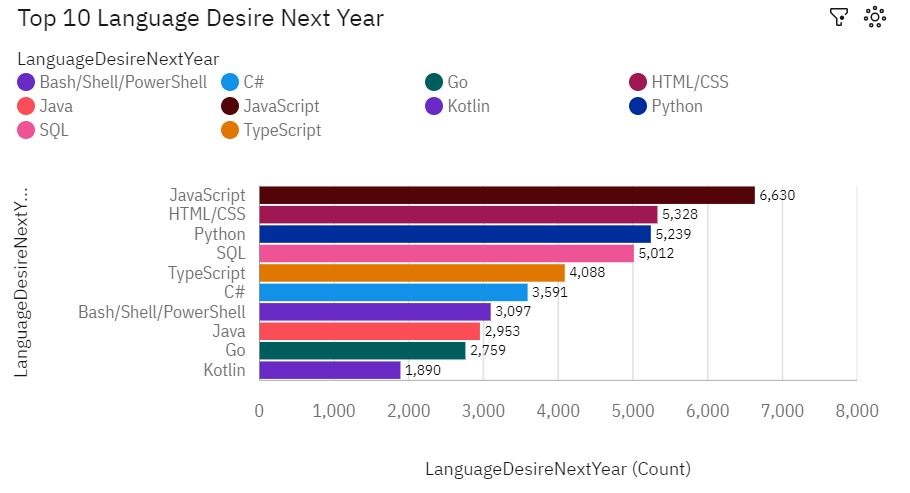 Top 10 Language Desire Next Year
LanguageDesireNextYear
Bash/Shell/PowerShell C# Go HTML/CSS
Java JavaScript Kotlin Python
SQL TypeScript
LanguageDesireNextY...
JavaScript 6,630
HTML/CSS 5,328
Python 5,239
SQL 5,012
TypeScript 4,088
C# 3,591
Bash/Shell/PowerShell 3,097
Java 2,953
Go 2,759
Kotlin 1,890
0 1,000 2,000 3,000 4,000 5,000 6,000 7,000 8,000
LanguageDesireNextYear (Count)